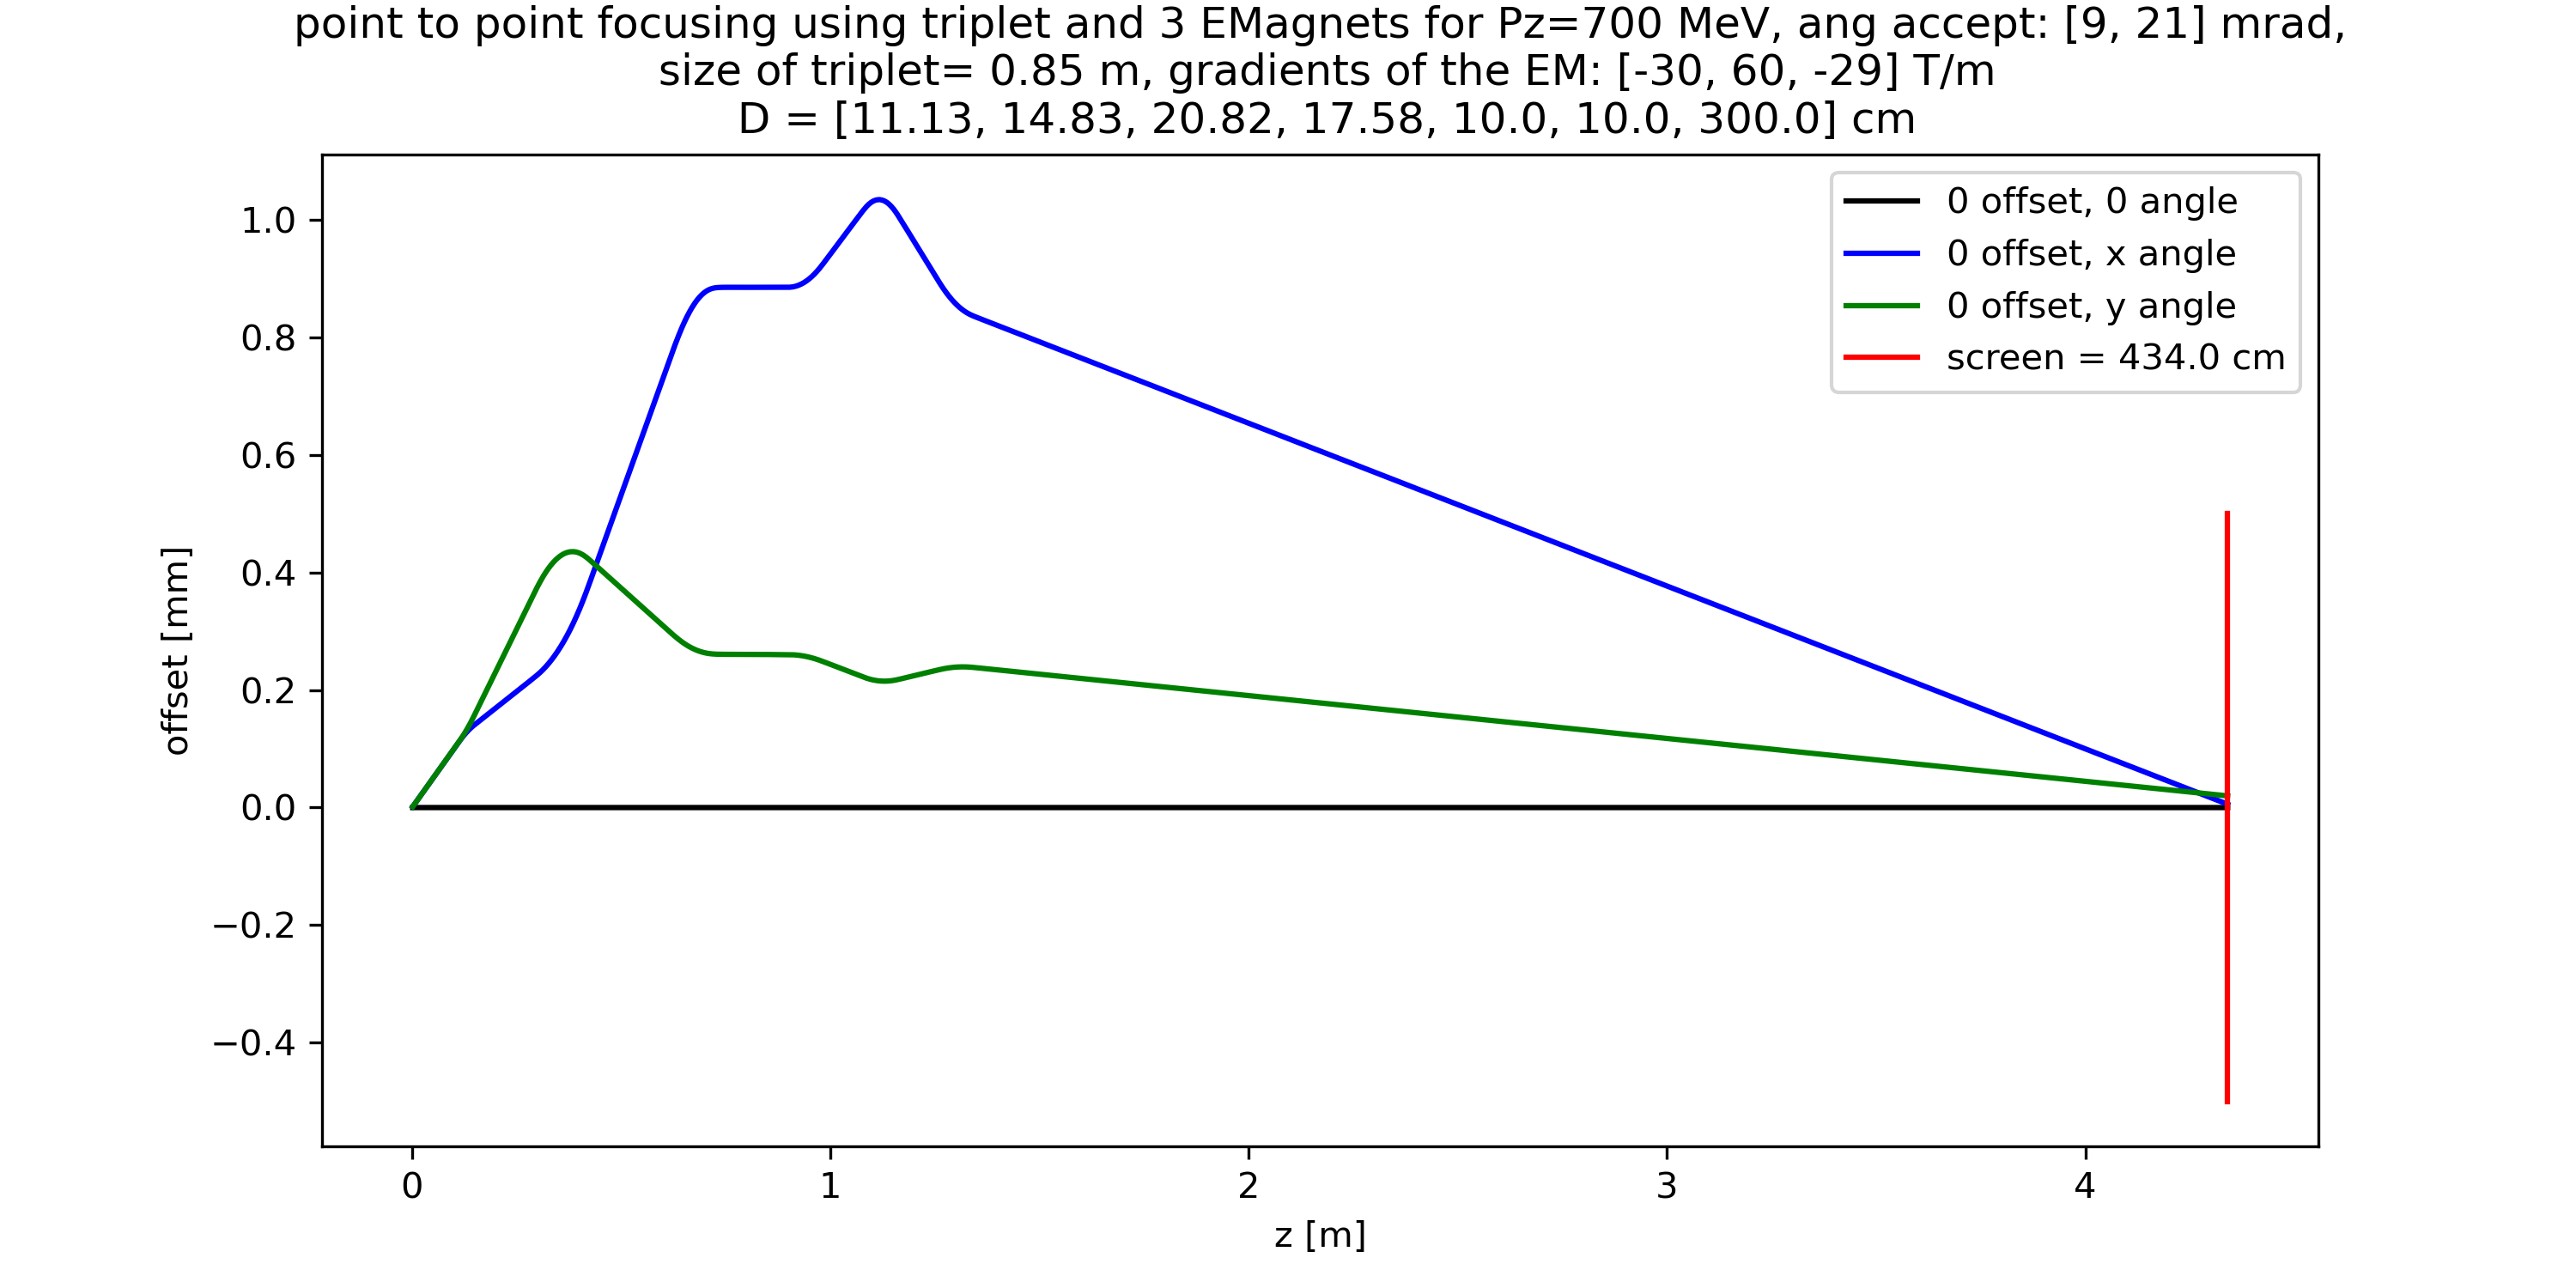 point to point focusing using triplet and 3 EMagnets for Pz=700 MeV, ang accept: [9, 21] mrad,
size of triplet= 0.85 m, gradients of the EM: [-30, 60, -29] T/m
D = [11.13, 14.83, 20.82, 17.58, 10.0, 10.0, 300.0] cm
0 offset, 0 angle
0 offset, x angle
0 offset, y angle
screen = 434.0 cm
offset [mm]
1.0
0.8
0.6
0.4
0.2
0.0
−0.2
−0.4
0 1 2 3 4
z [m]